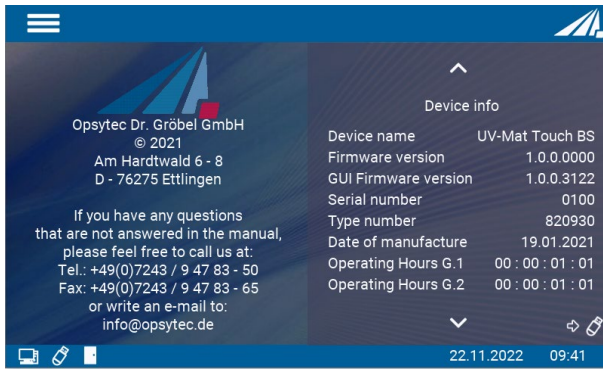 Opsytec Dr. Gröbel GmbH
© 2021
Am Hardtwald 6 - 8
D - 76275 Ettlingen
If you have any questions
that are not answered in the manual,
please feel free to call us at:
Tel.: +49(0)7243 / 9 47 83 - 50
Fax: +49(0)7243 / 9 47 83 - 65
or write an e-mail to:
info@opsytec.de
Device info
Device name UV-Mat Touch BS
Firmware version 1.0.0.0000
GUI Firmware version 1.0.0.3122
Serial number 0100
Type number 820930
Date of manufacture 19.01.2021
Operating Hours G.1 00 : 00 : 01 : 01
Operating Hours G.2 00 : 00 : 01 : 01
22.11.2022 09:41